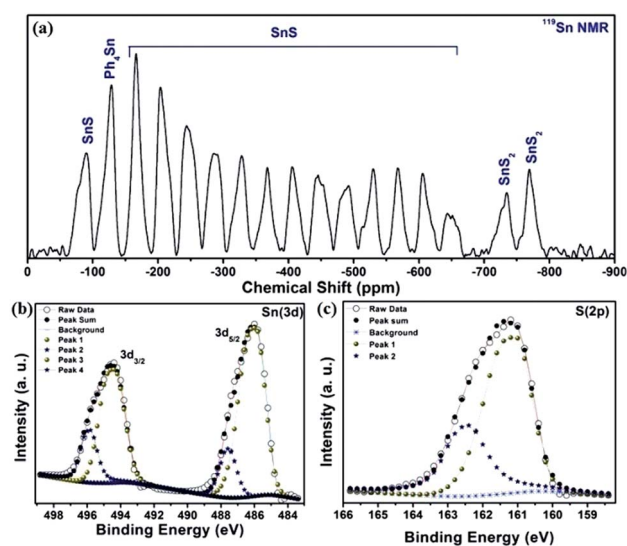 (a)
SnS
¹¹⁹Sn NMR
SnS
Ph₄Sn
SnS₂
SnS₂
0 -100 -200 -300 -400 -500 -600 -700 -800 -900
Chemical Shift (ppm)
(b)
Raw Data
Peak Sum
Background
Peak 1
Peak 2
Peak 3
Peak 4
Sn(3d)
3d₃/₂
3d₅/₂
Intensity (a. u.)
498 496 494 492 490 488 486 484
Binding Energy (eV)
(c)
Raw Data
Peak sum
Background
Peak 1
Peak 2
S(2p)
Intensity (a. u.)
166 165 164 163 162 161 160 159
Binding Energy (eV)